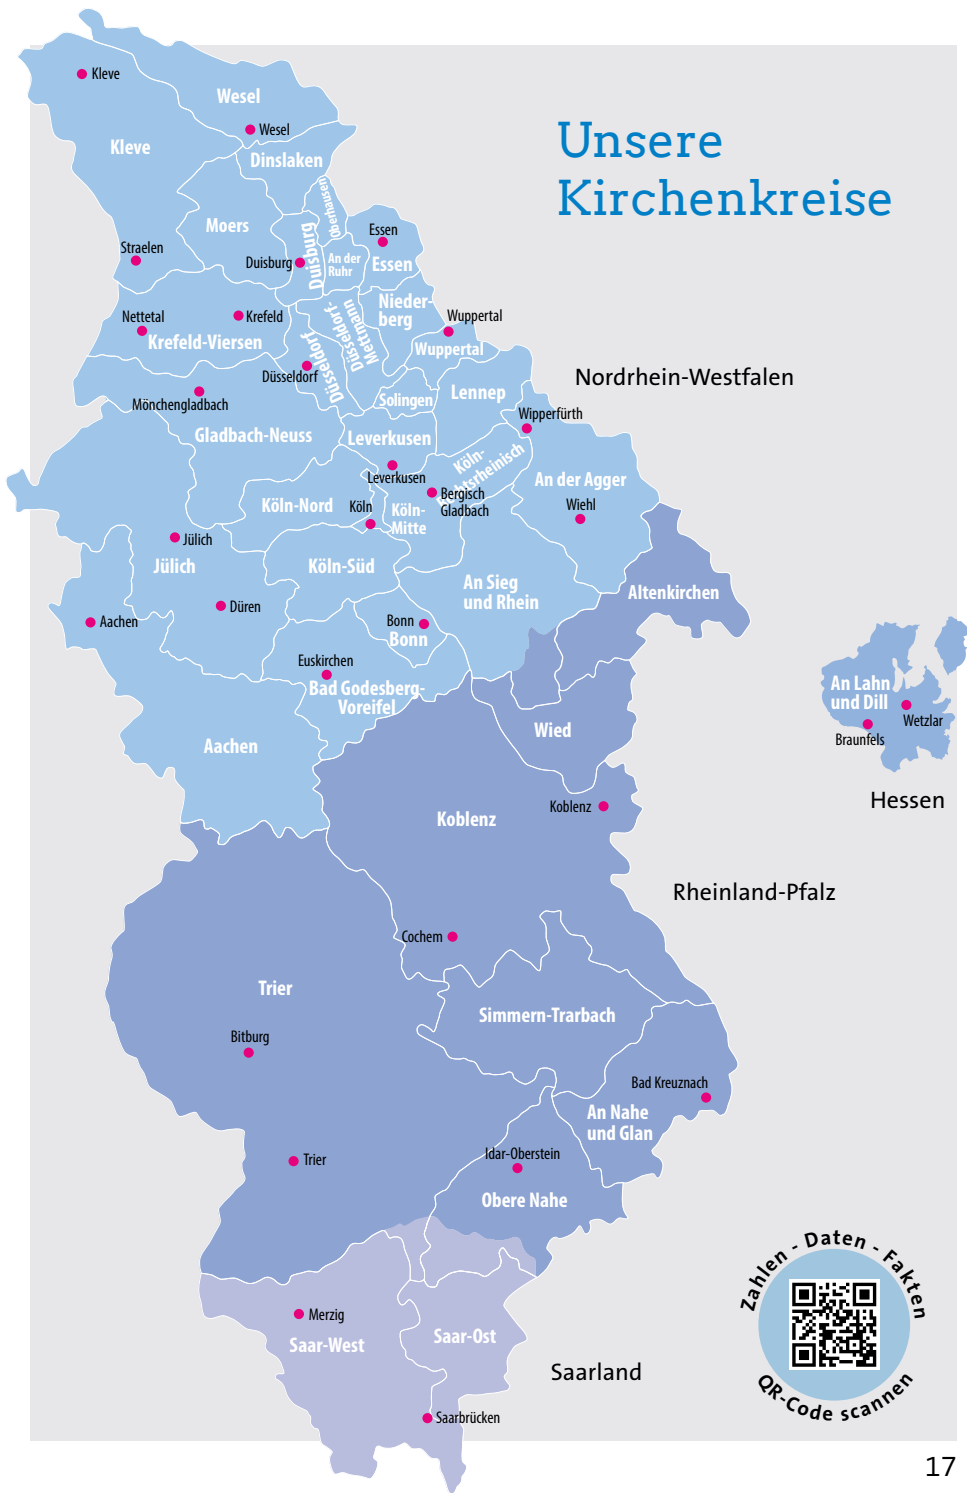 Unsere
Kirchenkreise
Kleve
Kleve
Wesel
Wesel
Dinslaken
Oberhausen
Moers
Straelen
Duisburg
Duisburg
An der
Ruhr
Essen
Essen
Nettetal
Krefeld
Krefeld-Viersen
Düsseldorf-
Mettmann
Nieder-
berg
Wuppertal
Wuppertal
Düsseldorf
Düsseldorf
Mönchengladbach
Gladbach-Neuss
Solingen
Lennep
Nordrhein-Westfalen
Wipperfürth
Leverkusen
Leverkusen
Köln-
Rechtsrheinisch
Bergisch
Gladbach
An der Agger
Wiehl
Köln-Nord
Köln
Köln-
Mitte
Jülich
Jülich
Köln-Süd
An Sieg
und Rhein
Altenkirchen
Düren
Aachen
Bonn
Bonn
Euskirchen
Bad Godesberg-
Voreifel
Aachen
Wied
An Lahn
und Dill
Wetzlar
Braunfels
Hessen
Koblenz
Koblenz
Rheinland-Pfalz
Cochem
Trier
Simmern-Trarbach
Bitburg
Bad Kreuznach
An Nahe
und Glan
Idar-Oberstein
Trier
Obere Nahe
Merzig
Saar-West
Saar-Ost
Saarland
Saarbrücken
Zahlen - Daten - Fakten
QR-Code scannen
17